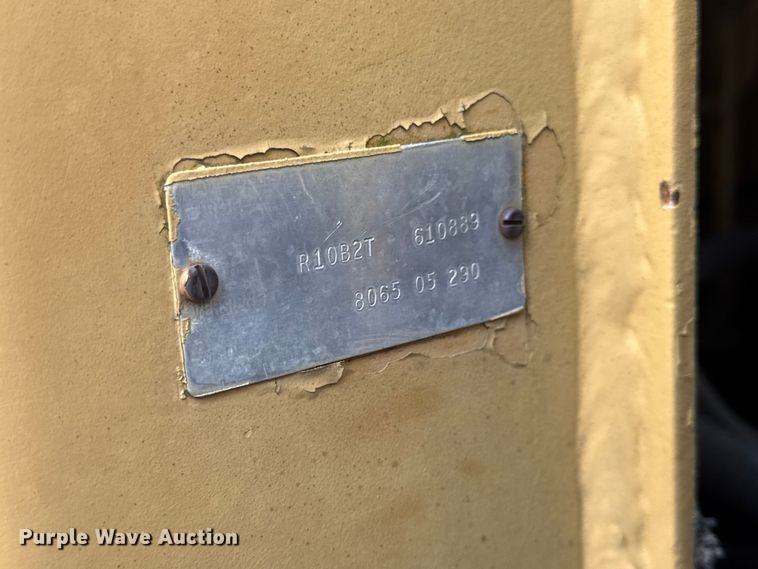 R10B2T 610889
8065 05 290
Purple Wave Auction